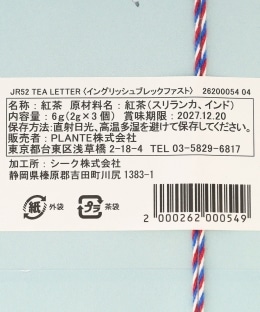 JR52 TEA LETTER〈イングリッシュブレックファスト〉 26200054 04
名称：紅茶 原材料名：紅茶（スリランカ、インド）
内容量：6g(2g×3個) 賞味期限：2027.12.20
保存方法:直射日光、高温多湿を避けて保存してください。
販売者：PLANTE株式会社
東京都台東区浅草橋2-18-4 TEL 03-5829-6817
加工所：シーク株式会社
静岡県榛原郡吉田町川尻1383-1
紙 外袋
プラ 茶袋
2 000262 000549